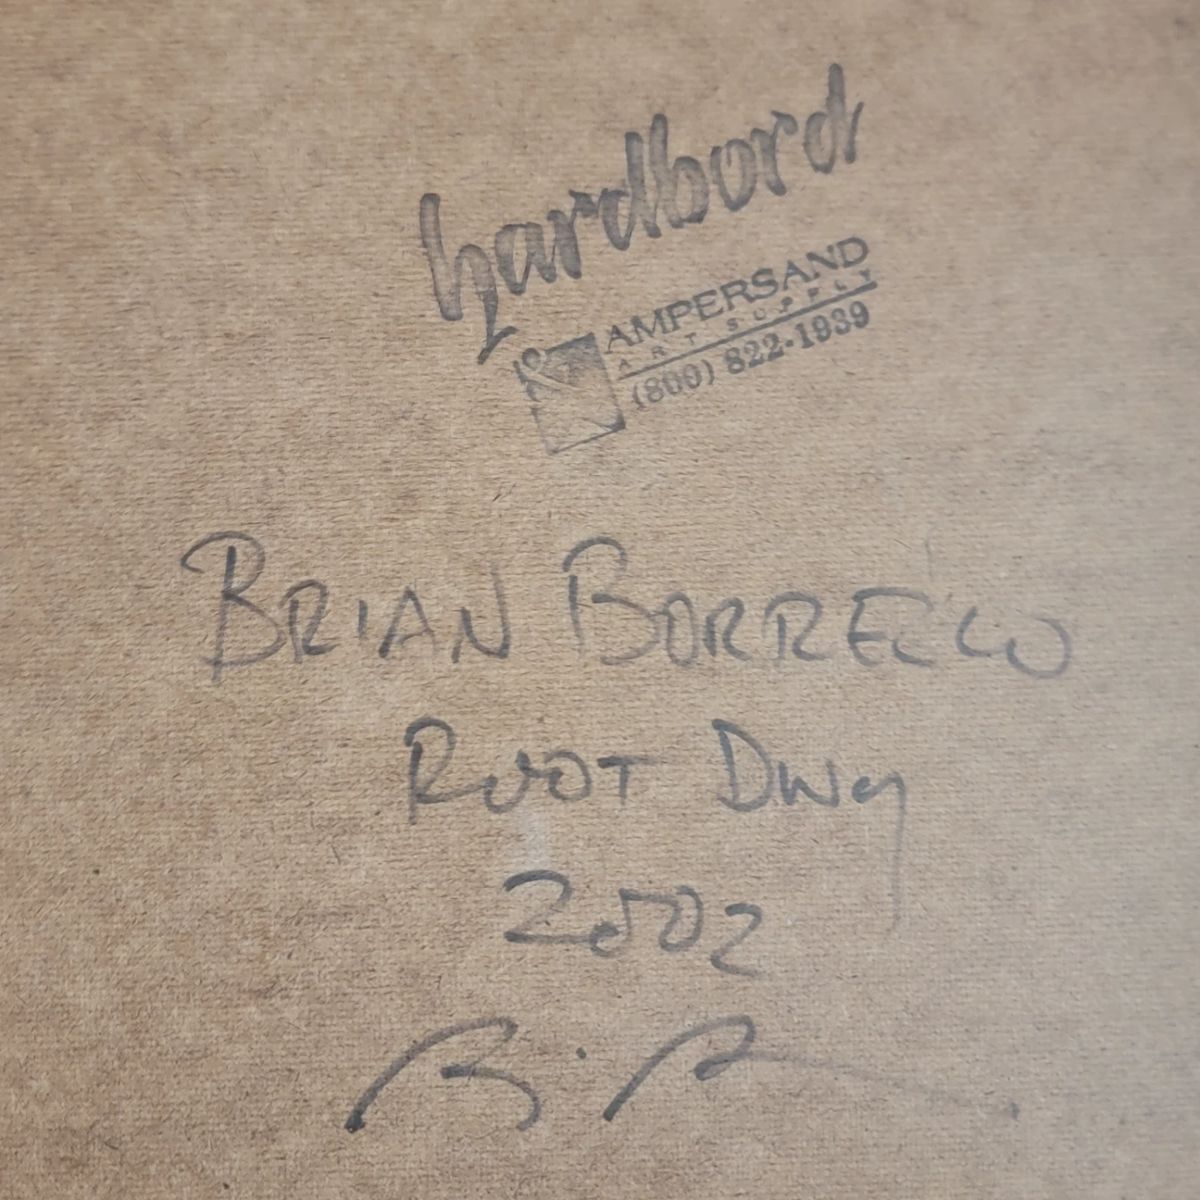 hardbord
AMPERSAND
ART SUPPLY
(800) 822-1939
BRIAN BORRELLO
ROOT DWG
2002